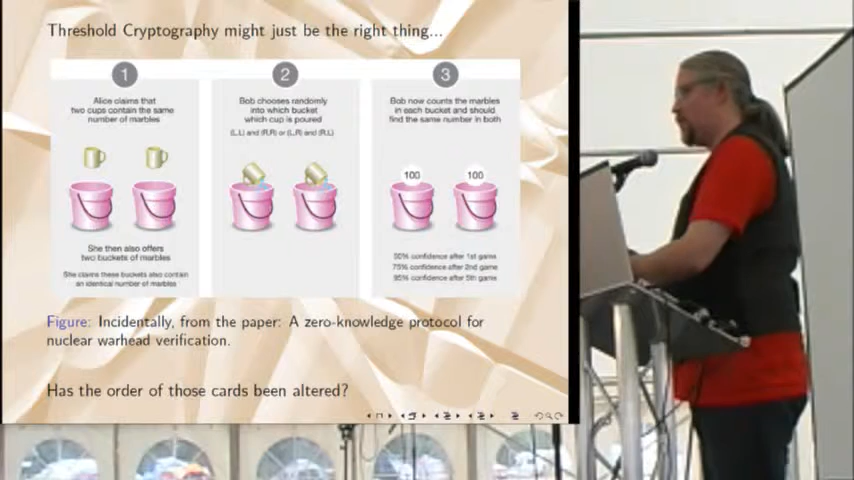 Threshold Cryptography might just be the right thing...
1
Alice claims that
two cups contain the same
number of marbles
She then also offers
two buckets of marbles
She claims these buckets also contain
an identical number of marbles
2
Bob chooses randomly
into which bucket
which cup is poured
(L,L) and (R,R) or (L,R) and (R,L)
3
Bob now counts the marbles
in each bucket and should
find the same number in both
100
100
50% confidence after 1st game
75% confidence after 2nd game
95% confidence after 5th game
Figure: Incidentally, from the paper: A zero-knowledge protocol for
nuclear warhead verification.
Has the order of those cards been altered?